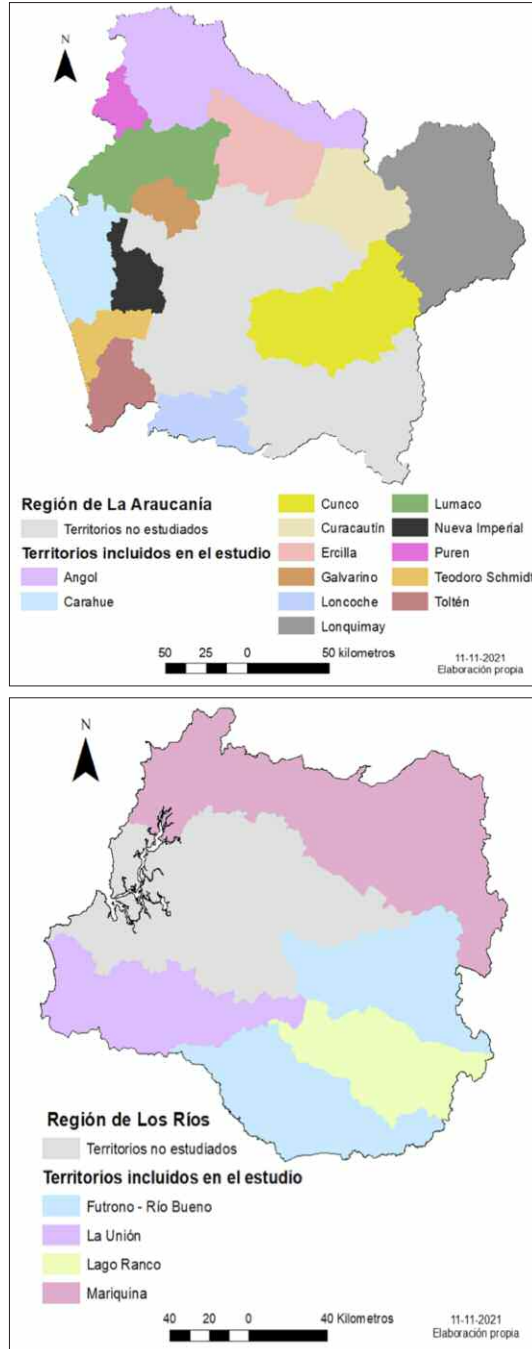 N
Región de La Araucanía
Territorios no estudiados
Territorios incluidos en el estudio
Angol
Carahue
Cunco
Curacautín
Ercilla
Galvarino
Loncoche
Lonquimay
Lumaco
Nueva Imperial
Puren
Teodoro Schmidt
Toltén
50 25 0 50 kilometros
11-11-2021
Elaboración propia
N
Región de Los Ríos
Territorios no estudiados
Territorios incluidos en el estudio
Futrono - Río Bueno
La Unión
Lago Ranco
Mariquina
40 20 0 40 Kilometros
11-11-2021
Elaboración propia